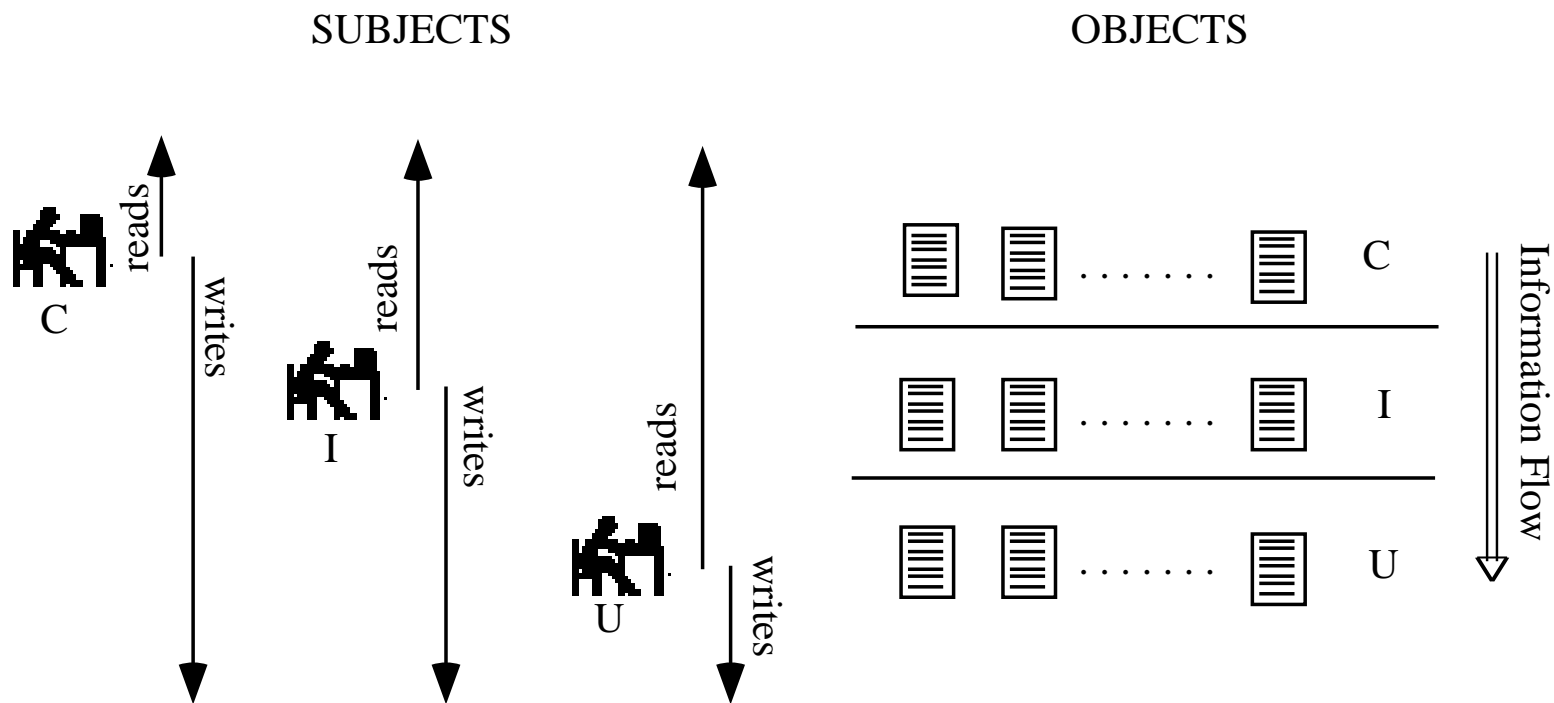 SUBJECTS
OBJECTS
reads
writes
C
reads
writes
I
reads
writes
U
. . . . . . . C
. . . . . . . I
. . . . . . . U
Information Flow